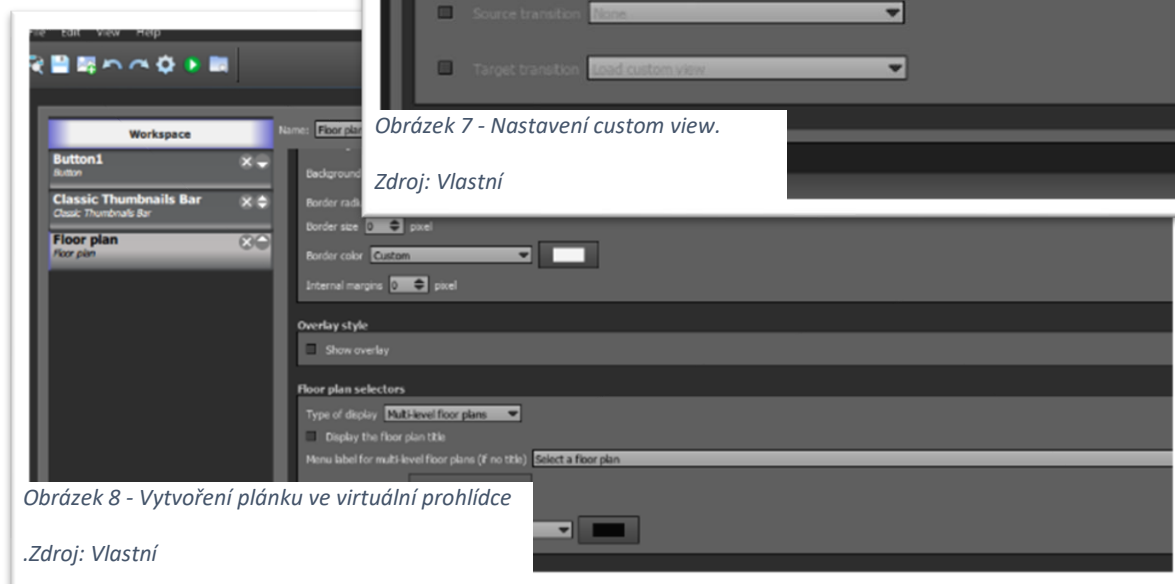 Source transition None
Target transition Load custom view
Obrázek 7 - Nastavení custom view.
Zdroj: Vlastní
File Edit View Help
Workspace
Name: Floor plan
Button1
Button
Background
Classic Thumbnails Bar
Classic Thumbnails Bar
Border radi
Floor plan
Floor plan
Border size 0 pixel
Border color Custom
Internal margins 0 pixel
Overlay style
Show overlay
Floor plan selectors
Type of display Multi-level floor plans
Display the floor plan title
Menu label for multi-level floor plans (if no title) Select a floor plan
Obrázek 8 - Vytvoření plánku ve virtuální prohlídce
.Zdroj: Vlastní